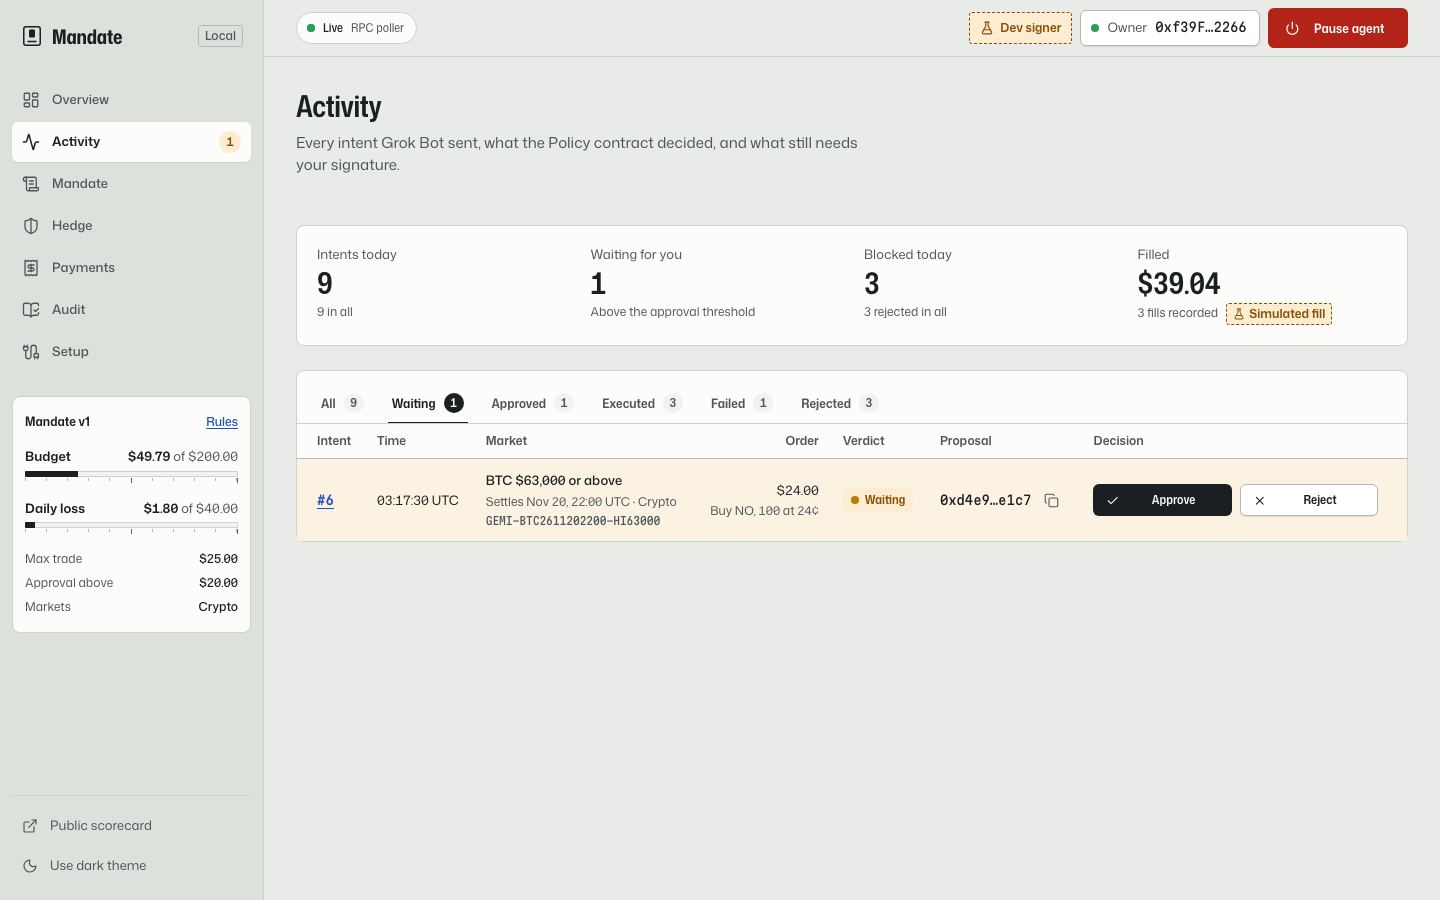 Mandate
Local
Overview
Activity 1
Mandate
Hedge
Payments
Audit
Setup
Mandate v1 Rules
Budget $49.79 of $200.00
Daily loss $1.80 of $40.00
Max trade $25.00
Approval above $20.00
Markets Crypto
Public scorecard
Use dark theme
Live RPC poller
Dev signer
Owner 0xf39F…2266
Pause agent
Activity
Every intent Grok Bot sent, what the Policy contract decided, and what still needs
your signature.
Intents today
9
9 in all
Waiting for you
1
Above the approval threshold
Blocked today
3
3 rejected in all
Filled
$39.04
3 fills recorded Simulated fill
All 9 Waiting 1 Approved 1 Executed 3 Failed 1 Rejected 3
Intent Time Market Order Verdict Proposal Decision
#6
03:17:30 UTC
BTC $63,000 or above
Settles Nov 20, 22:00 UTC · Crypto
GEMI-BTC2611202200-HI63000
$24.00
Buy NO, 100 at 24¢
Waiting
0xd4e9…e1c7
Approve
Reject